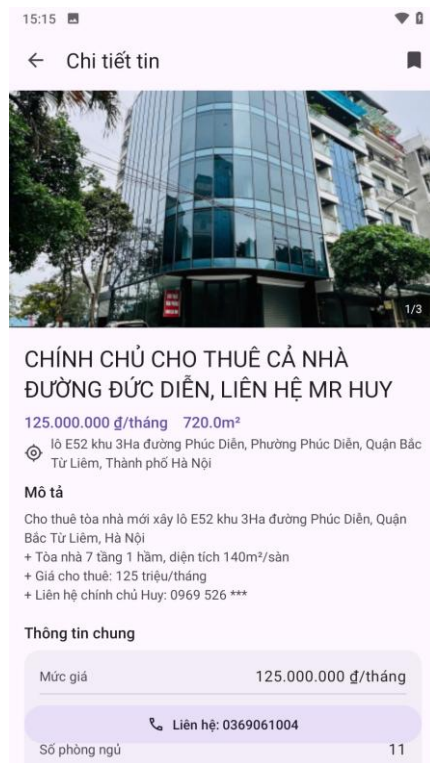 15:15
Chi tiết tin
1/3
CHÍNH CHỦ CHO THUÊ CẢ NHÀ
ĐƯỜNG ĐỨC DIỄN, LIÊN HỆ MR HUY
125.000.000 ₫/tháng 720.0m²
lô E52 khu 3Ha đường Phúc Diễn, Phường Phúc Diễn, Quận Bắc
Từ Liêm, Thành phố Hà Nội
Mô tả
Cho thuê tòa nhà mới xây lô E52 khu 3Ha đường Phúc Diễn, Quận
Bắc Từ Liêm, Hà Nội
+ Tòa nhà 7 tầng 1 hầm, diện tích 140m²/sàn
+ Giá cho thuê: 125 triệu/tháng
+ Liên hệ chính chủ Huy: 0969 526 ***
Thông tin chung
Mức giá 125.000.000 ₫/tháng
Liên hệ: 0369061004
Số phòng ngủ 11